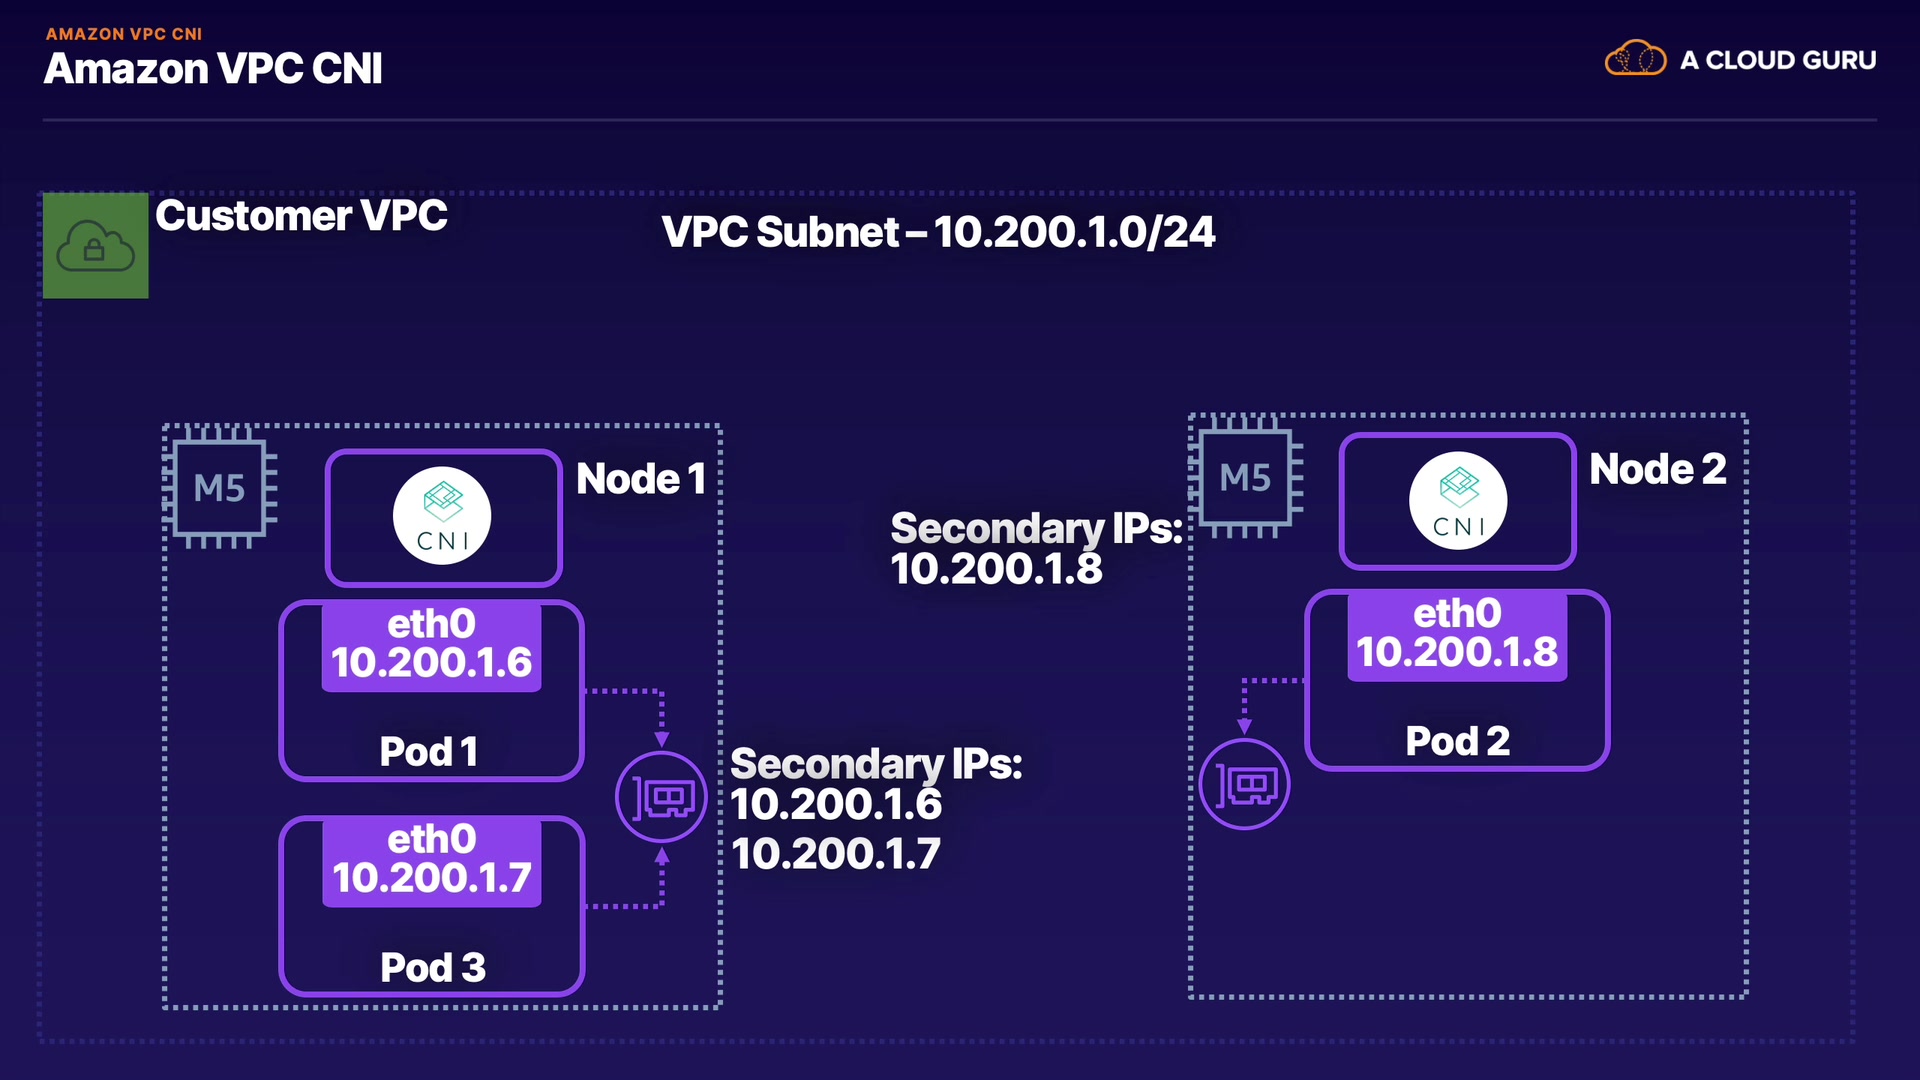 AMAZON VPC CNI
Amazon VPC CNI
A CLOUD GURU
Customer VPC
VPC Subnet – 10.200.1.0/24
M5
CNI
Node 1
eth0
10.200.1.6
Pod 1
eth0
10.200.1.7
Pod 3
Secondary IPs:
10.200.1.6
10.200.1.7
Secondary IPs:
10.200.1.8
M5
CNI
Node 2
eth0
10.200.1.8
Pod 2